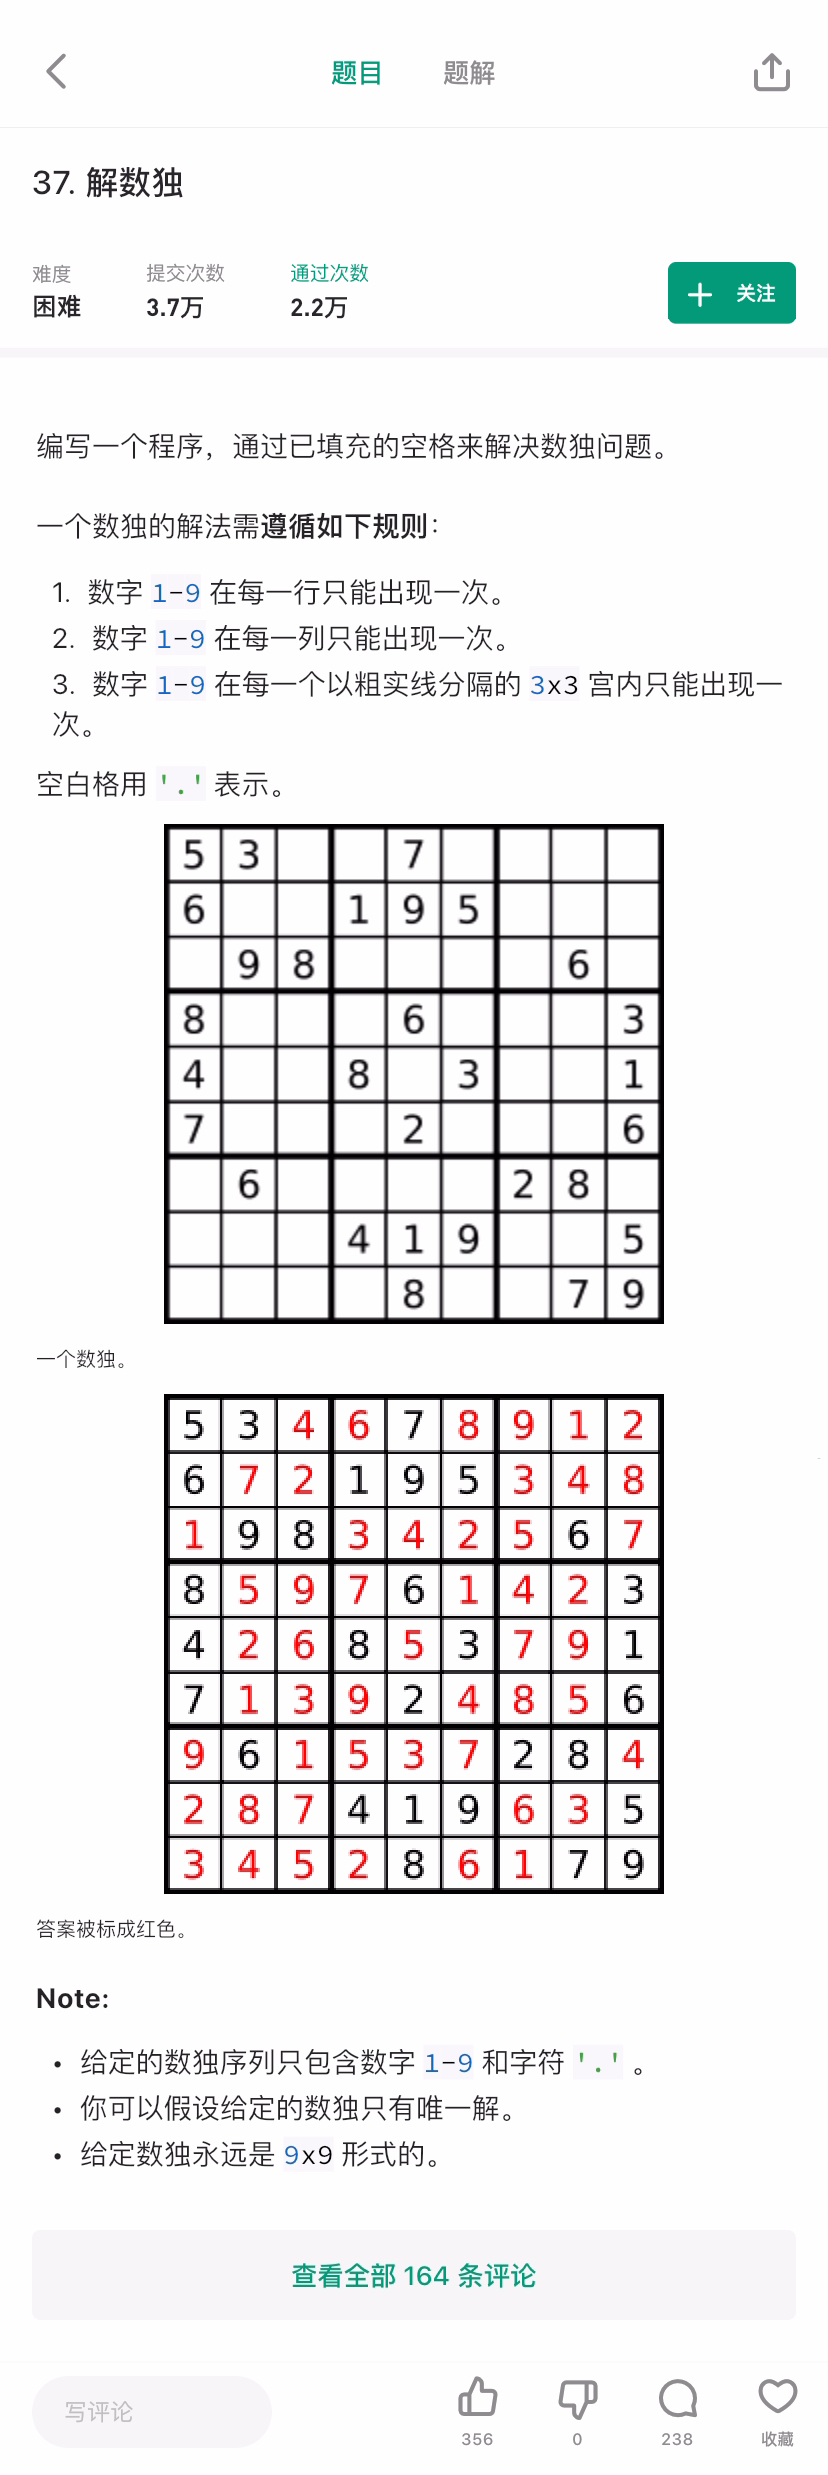 题目 题解
37. 解数独
难度 提交次数 通过次数
困难 3.7万 2.2万
关注
编写一个程序，通过已填充的空格来解决数独问题。
一个数独的解法需遵循如下规则：
1. 数字 1-9 在每一行只能出现一次。
2. 数字 1-9 在每一列只能出现一次。
3. 数字 1-9 在每一个以粗实线分隔的 3x3 宫内只能出现一
次。
空白格用 '.' 表示。
5 3 7
6 1 9 5
9 8 6
8 6 3
4 8 3 1
7 2 6
6 2 8
4 1 9 5
8 7 9
一个数独。
5 3 4 6 7 8 9 1 2
6 7 2 1 9 5 3 4 8
1 9 8 3 4 2 5 6 7
8 5 9 7 6 1 4 2 3
4 2 6 8 5 3 7 9 1
7 1 3 9 2 4 8 5 6
9 6 1 5 3 7 2 8 4
2 8 7 4 1 9 6 3 5
3 4 5 2 8 6 1 7 9
答案被标成红色。
Note:
• 给定的数独序列只包含数字 1-9 和字符 '.' 。
• 你可以假设给定的数独只有唯一解。
• 给定数独永远是 9x9 形式的。
查看全部 164 条评论
写评论
356 0 238 收藏